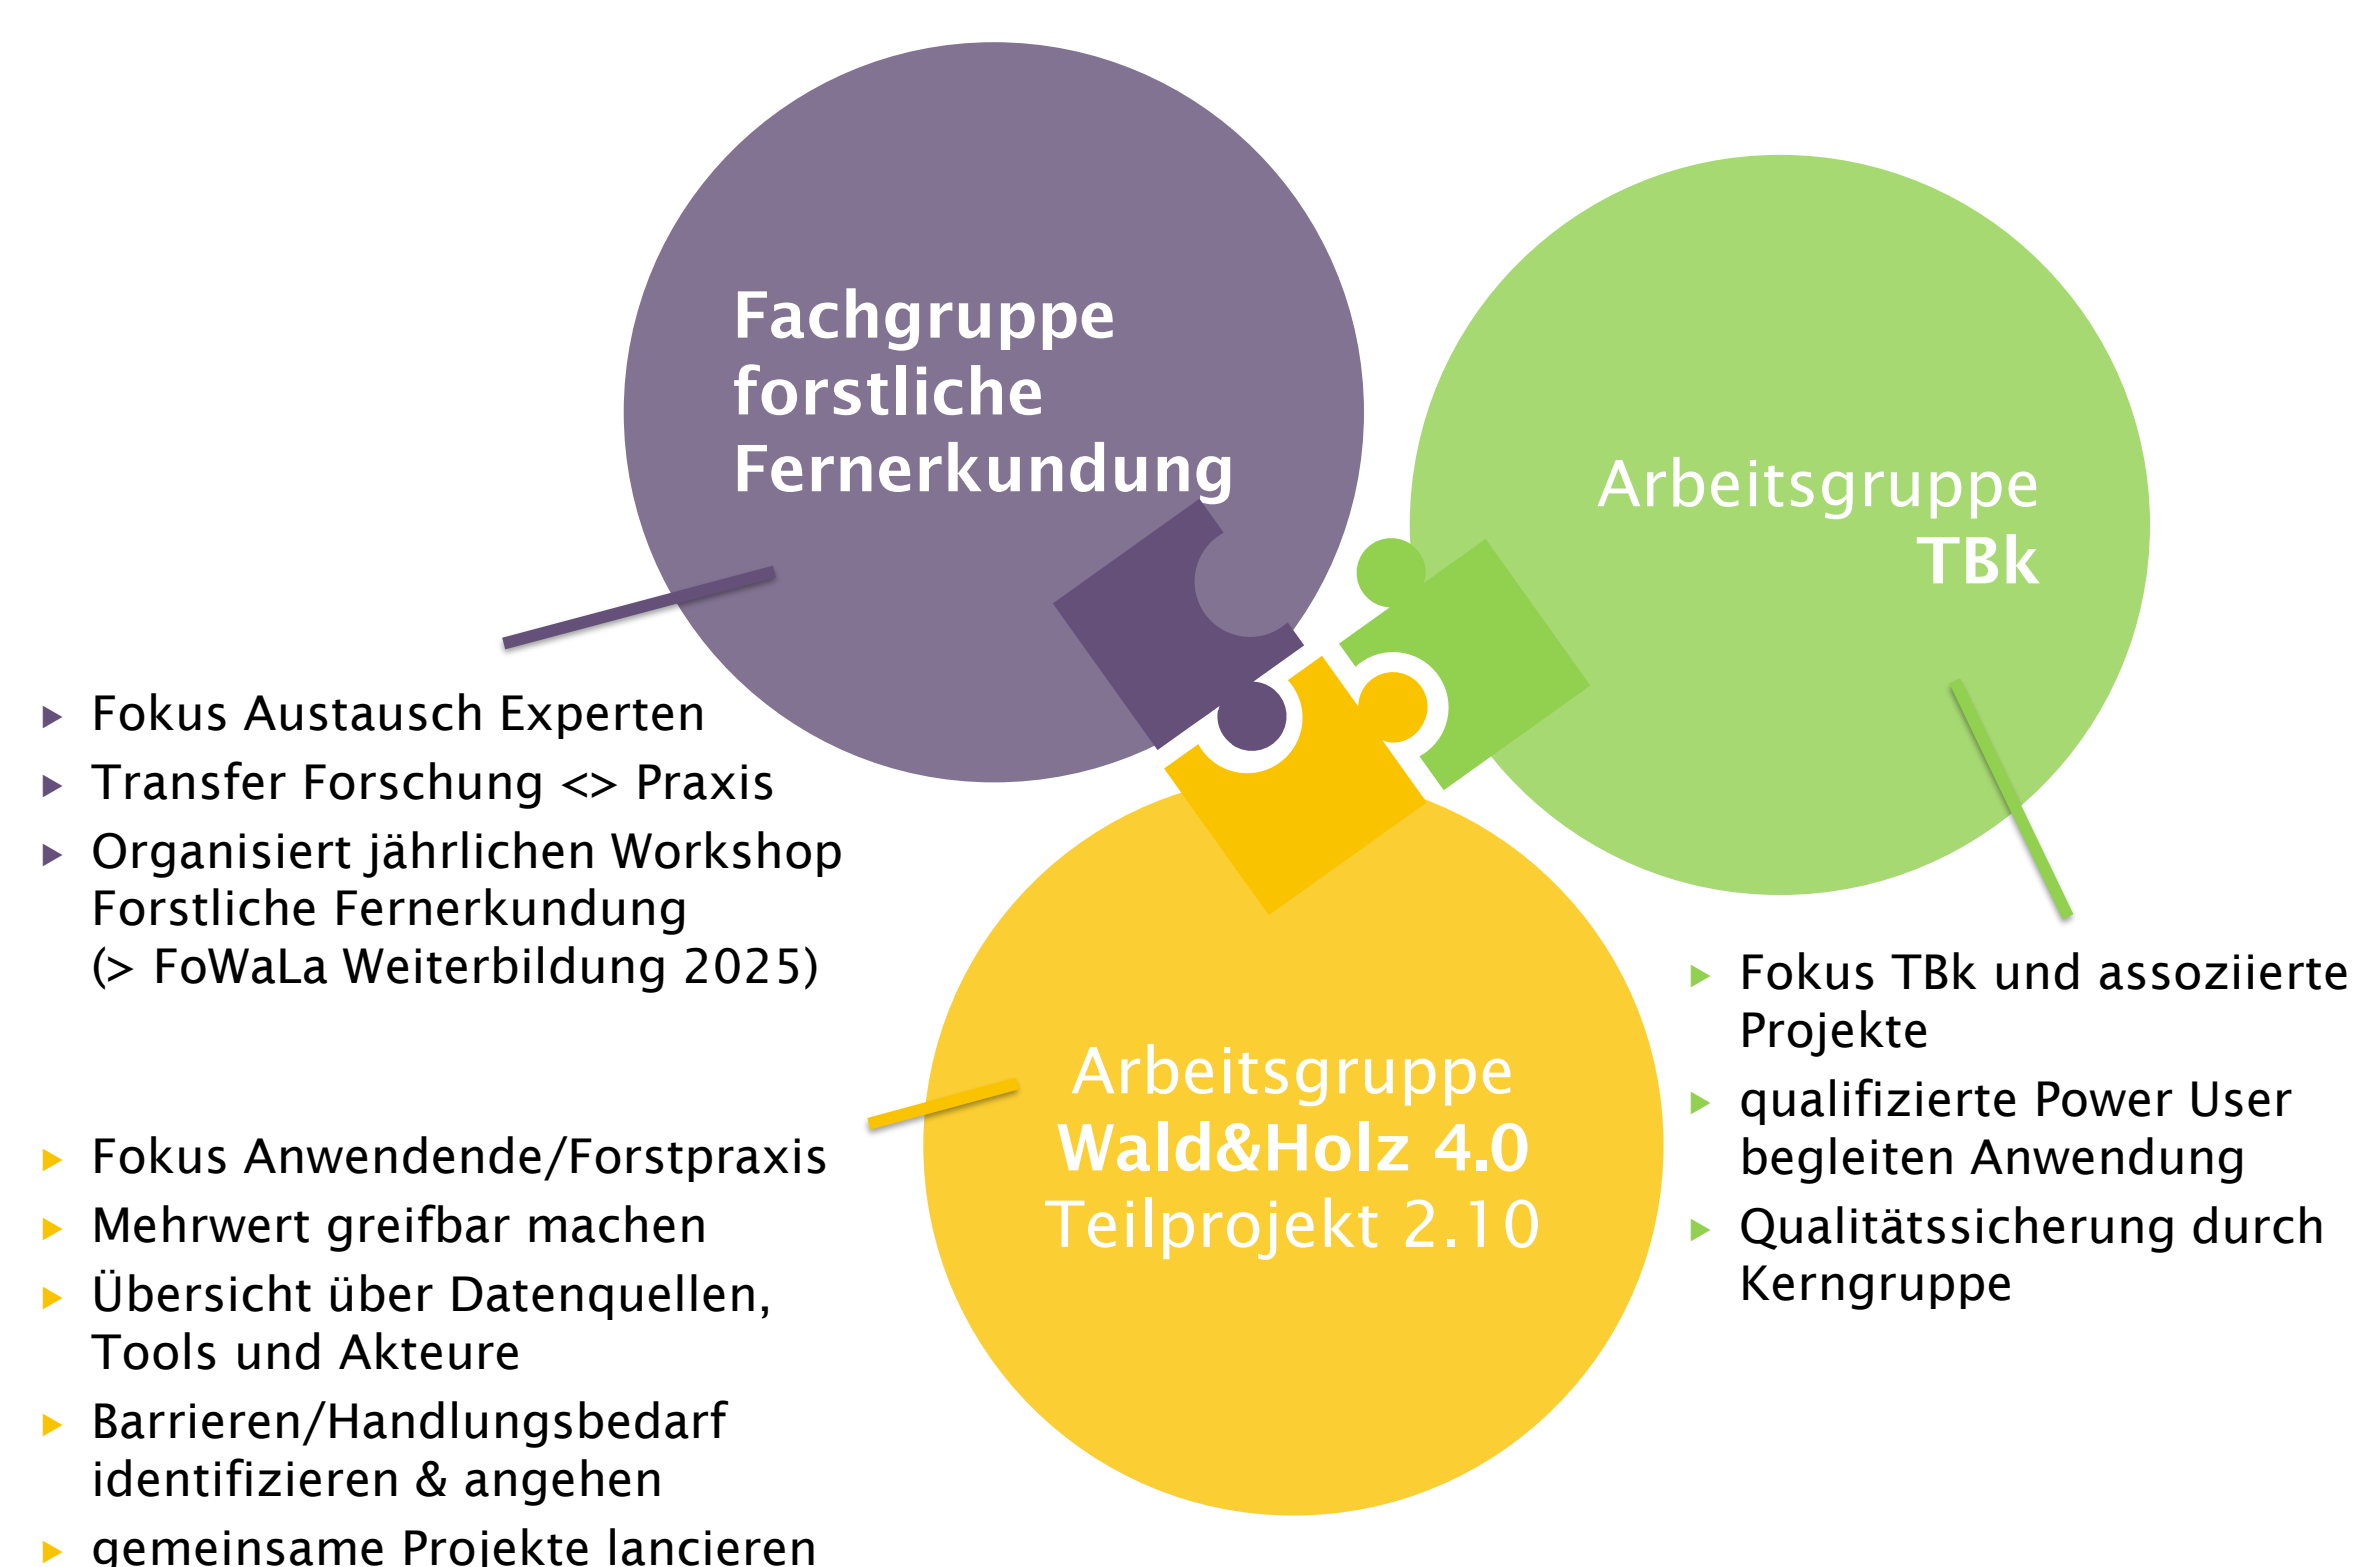 Fachgruppe
forstliche
Fernerkundung
Arbeitsgruppe
TBk
▶ Fokus Austausch Experten
▶ Transfer Forschung <> Praxis
▶ Organisiert jährlichen Workshop
Forstliche Fernerkundung
(> FoWaLa Weiterbildung 2025)
▶ Fokus TBk und assoziierte
Projekte
▶ qualifizierte Power User
begleiten Anwendung
▶ Qualitätssicherung durch
Kerngruppe
Arbeitsgruppe
Wald&Holz 4.0
Teilprojekt 2.10
▶ Fokus Anwendende/Forstpraxis
▶ Mehrwert greifbar machen
▶ Übersicht über Datenquellen,
Tools und Akteure
▶ Barrieren/Handlungsbedarf
identifizieren & angehen
▶ gemeinsame Projekte lancieren